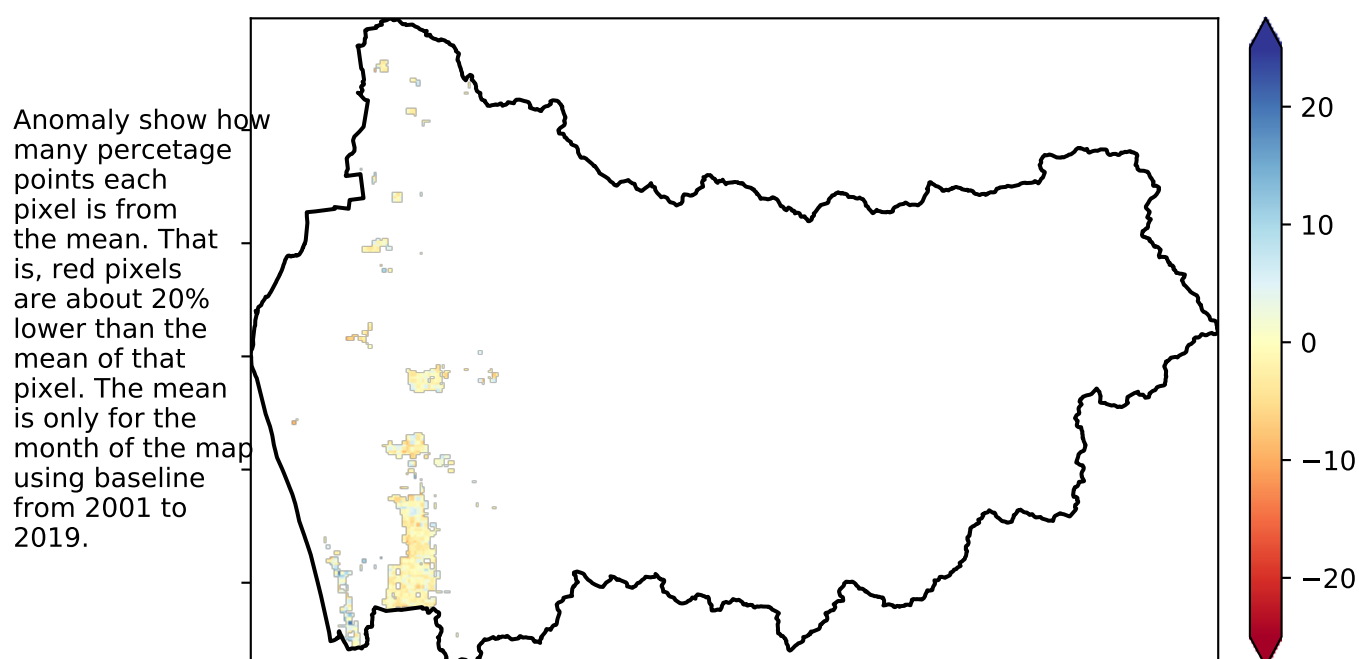 Anomaly show how
many percetage
points each
pixel is from
the mean. That
is, red pixels
are about 20%
lower than the
mean of that
pixel. The mean
is only for the
month of the map
using baseline
from 2001 to
2019.
20
10
0
−10
−20